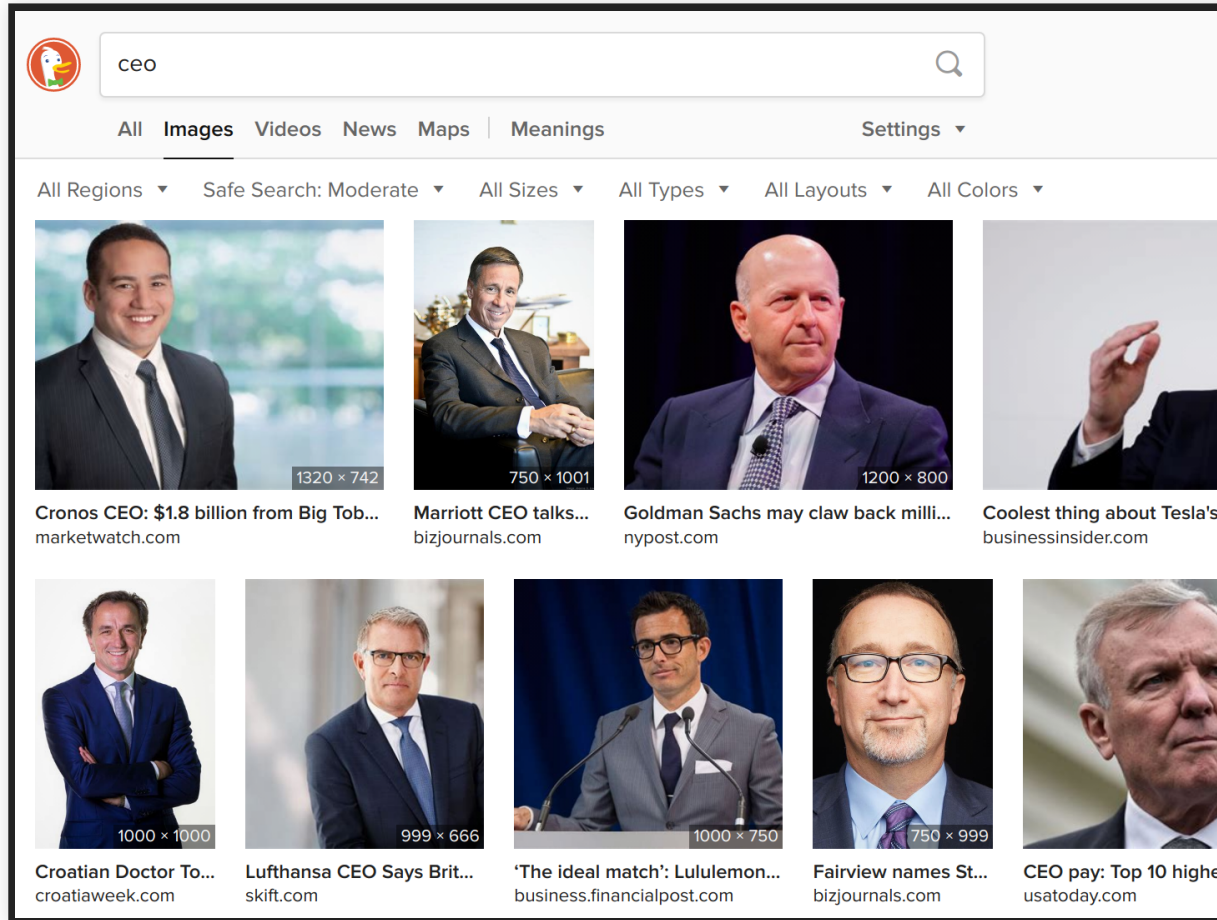 ceo
All Images Videos News Maps Meanings Settings
All Regions Safe Search: Moderate All Sizes All Types All Layouts All Colors
1320 × 742 750 × 1001 1200 × 800
Cronos CEO: $1.8 billion from Big Tob... Marriott CEO talks... Goldman Sachs may claw back milli... Coolest thing about Tesla's
marketwatch.com bizjournals.com nypost.com businessinsider.com
1000 × 1000 999 × 666 1000 × 750 750 × 999
Croatian Doctor To... Lufthansa CEO Says Brit... ‘The ideal match’: Lululemon... Fairview names St... CEO pay: Top 10 highe
croatiaweek.com skift.com business.financialpost.com bizjournals.com usatoday.com